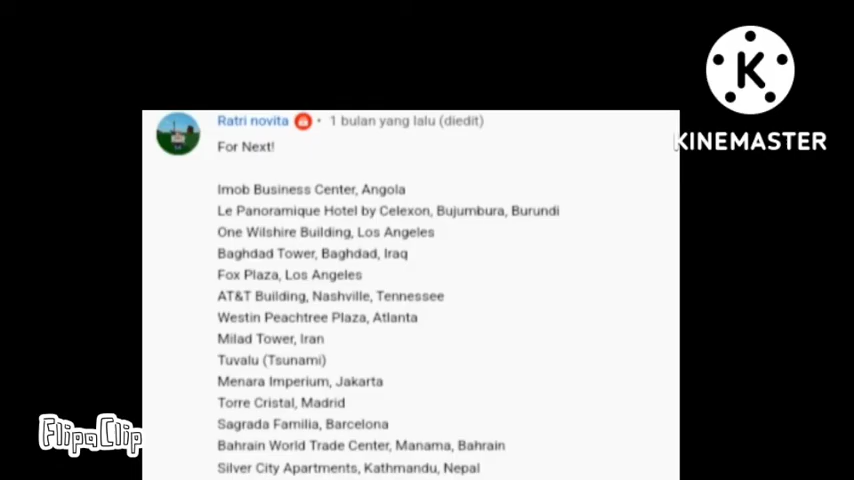 K
KINEMASTER
Ratri novita • 1 bulan yang lalu (diedit)
For Next!
Imob Business Center, Angola
Le Panoramique Hotel by Celexon, Bujumbura, Burundi
One Wilshire Building, Los Angeles
Baghdad Tower, Baghdad, Iraq
Fox Plaza, Los Angeles
AT&T Building, Nashville, Tennessee
Westin Peachtree Plaza, Atlanta
Milad Tower, Iran
Tuvalu (Tsunami)
Menara Imperium, Jakarta
Torre Cristal, Madrid
Sagrada Familia, Barcelona
Bahrain World Trade Center, Manama, Bahrain
Silver City Apartments, Kathmandu, Nepal
FlipaClip